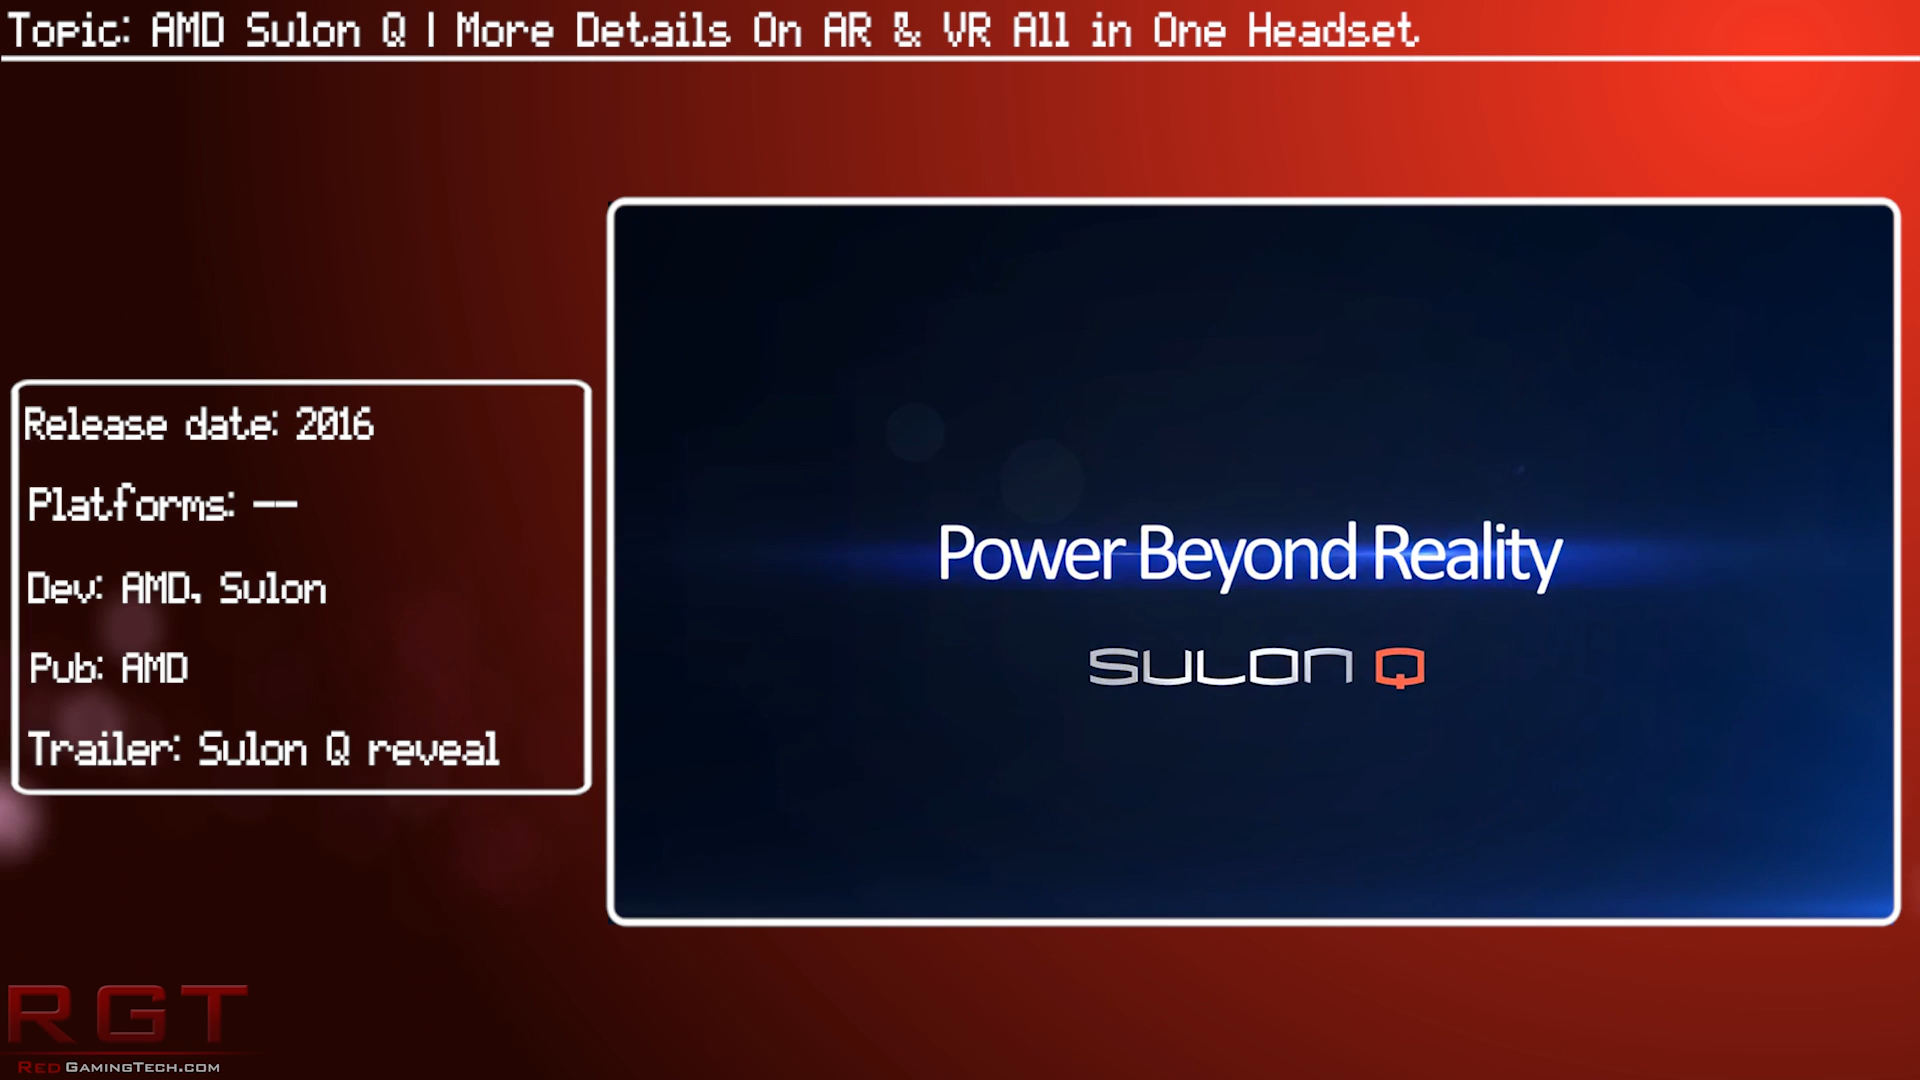 Topic: AMD Sulon Q | More Details On AR & VR All in One Headset
Release date: 2016
Platforms: --
Dev: AMD, Sulon
Pub: AMD
Trailer: Sulon Q reveal
Power Beyond Reality
SULON Q
RGT
RedGamingTech.com